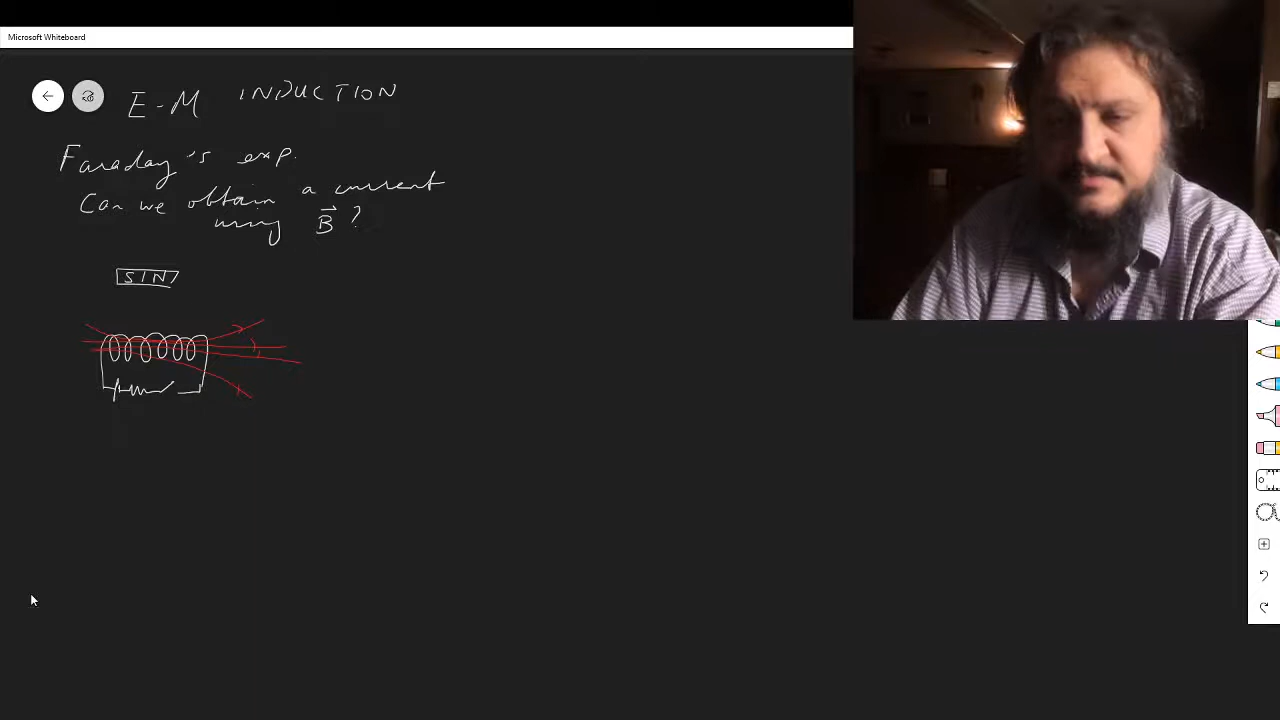 Microsoft Whiteboard
E-M INDUCTION
Faraday's exp.
Can we obtain a current
using B⃗ ?
S|N